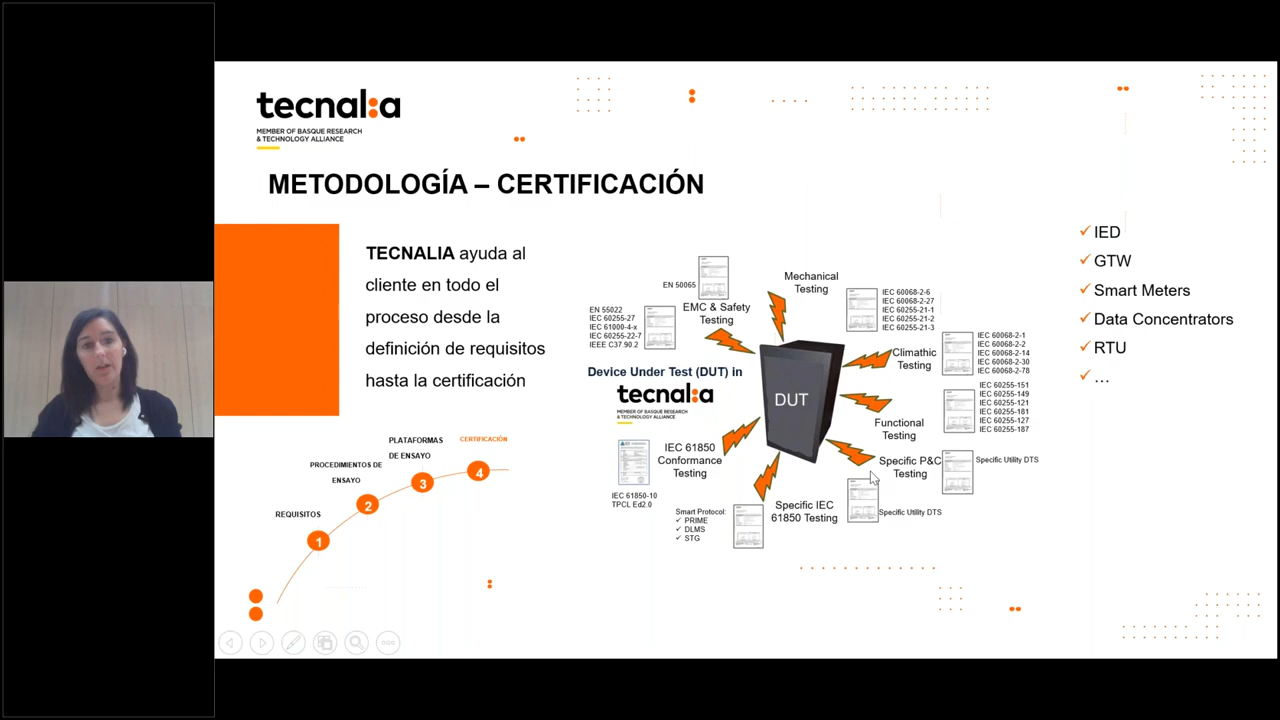 tecnalia
MEMBER OF BASQUE RESEARCH
& TECHNOLOGY ALLIANCE
METODOLOGÍA – CERTIFICACIÓN
TECNALIA ayuda al
cliente en todo el
proceso desde la
definición de requisitos
hasta la certificación
REQUISITOS
1
PROCEDIMIENTOS DE
ENSAYO
2
PLATAFORMAS
DE ENSAYO
3
CERTIFICACIÓN
4
EN 50065
EN 55022
IEC 60255-27
IEC 61000-4-x
IEC 60255-22-7
IEEE C37.90.2
EMC & Safety
Testing
Mechanical
Testing
IEC 60068-2-6
IEC 60068-2-27
IEC 60255-21-1
IEC 60255-21-2
IEC 60255-21-3
Climathic
Testing
IEC 60068-2-1
IEC 60068-2-2
IEC 60068-2-14
IEC 60068-2-30
IEC 60068-2-78
Device Under Test (DUT) in
tecnalia
MEMBER OF BASQUE RESEARCH
& TECHNOLOGY ALLIANCE
DUT
Functional
Testing
IEC 60255-151
IEC 60255-149
IEC 60255-121
IEC 60255-181
IEC 60255-127
IEC 60255-187
IEC 61850
Conformance
Testing
IEC 61850-10
TPCL Ed2.0
Specific P&C
Testing
Specific Utility DTS
Specific IEC
61850 Testing
Specific Utility DTS
Smart Protocol:
✓ PRIME
✓ DLMS
✓ STG
✓ IED
✓ GTW
✓ Smart Meters
✓ Data Concentrators
✓ RTU
✓ ...